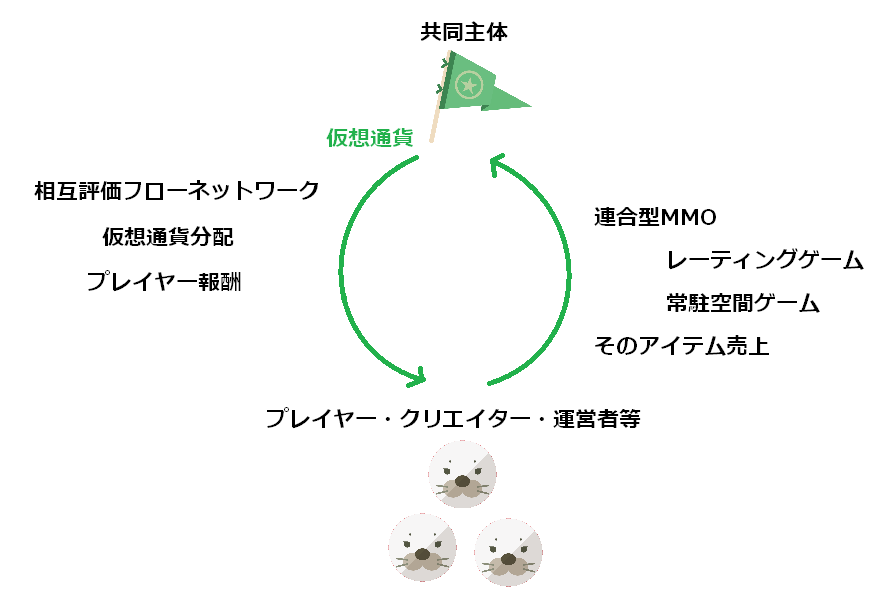 共同主体
仮想通貨
相互評価フローネットワーク
仮想通貨分配
プレイヤー報酬
連合型MMO
レーティングゲーム
常駐空間ゲーム
そのアイテム売上
プレイヤー・クリエイター・運営者等